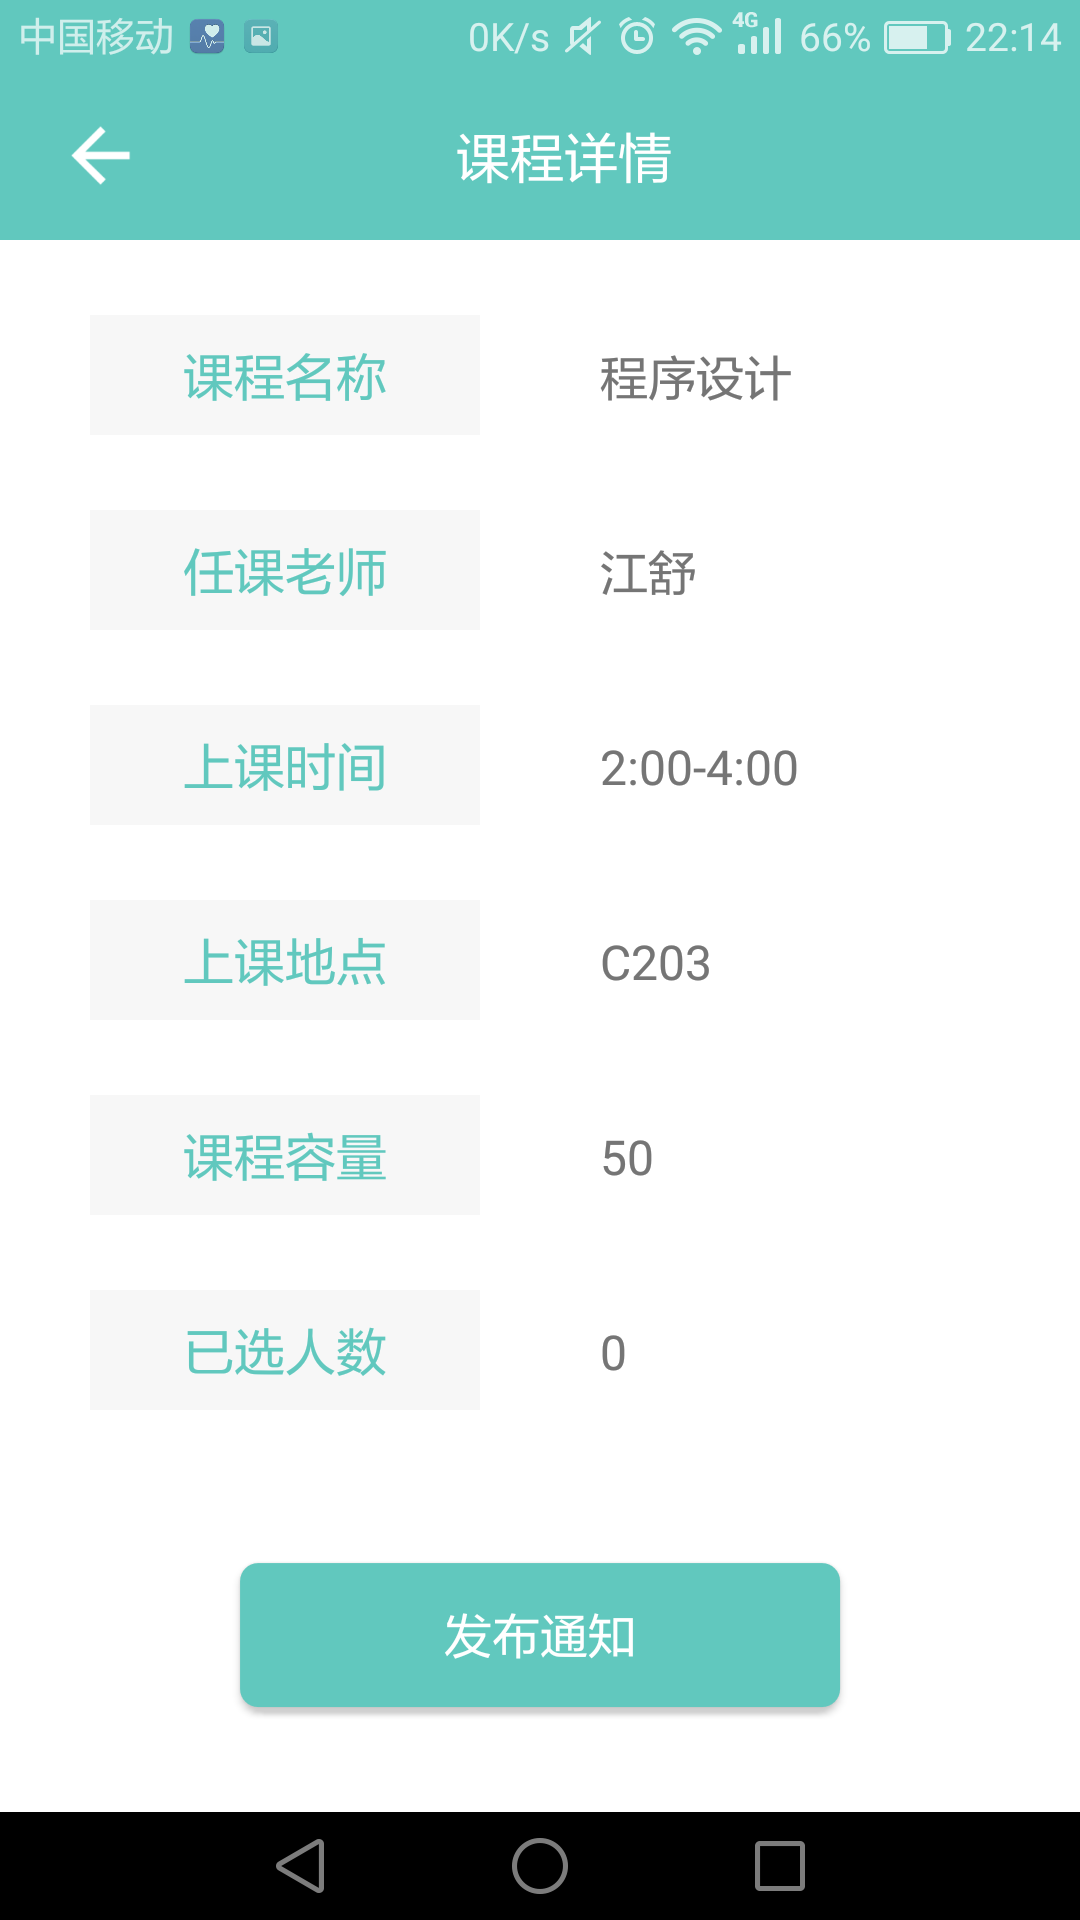 中国移动 0K/s 4G 66% 22:14
课程详情
课程名称 程序设计
任课老师 江舒
上课时间 2:00-4:00
上课地点 C203
课程容量 50
已选人数 0
发布通知